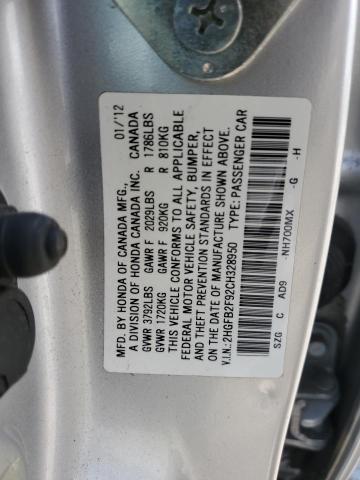 MFD. BY HONDA OF CANADA MFG., 01/'12
A DIVISION OF HONDA CANADA INC. CANADA
GVWR 3792LBS GAWR F 2029LBS R 1786LBS
GVWR 1720KG GAWR F 920KG R 810KG
THIS VEHICLE CONFORMS TO ALL APPLICABLE
FEDERAL MOTOR VEHICLE SAFETY, BUMPER,
AND THEFT PREVENTION STANDARDS IN EFFECT
ON THE DATE OF MANUFACTURE SHOWN ABOVE.
V.I.N.: 2HGFB2F92CH328950 TYPE: PASSENGER CAR
SZG C AD9 -NH700MX -G -H